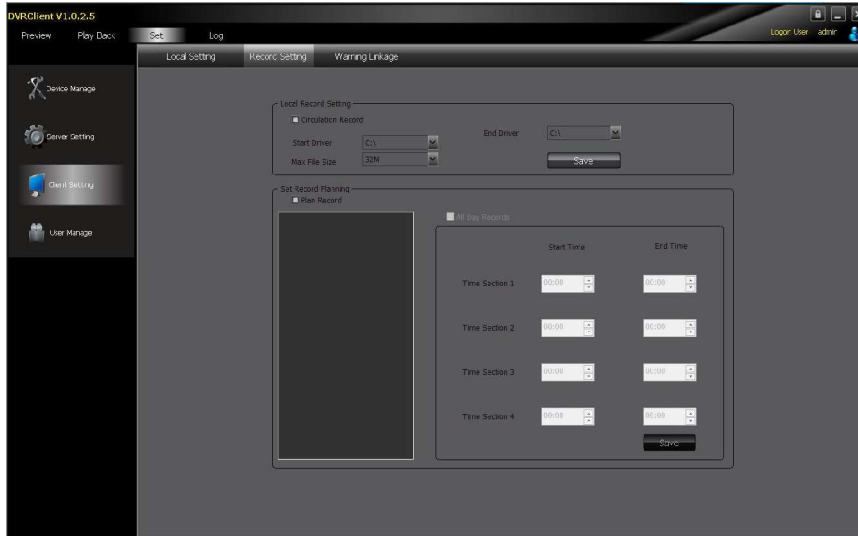 DVRClient V1.0.2.5
Preview Play Back Set Log
Logon User admin
Local Setting Record Setting Warning Linkage
Device Manage
Server Setting
Client Setting
User Manage
Local Record Setting
Circulation Record
Start Driver C:\ End Driver C:\
Max File Size 32M Save
Set Record Planning
Plan Record
All Day Records
Start Time End Time
Time Section 1 00:00 00:00
Time Section 2 00:00 00:00
Time Section 3 00:00 00:00
Time Section 4 00:00 00:00
Save